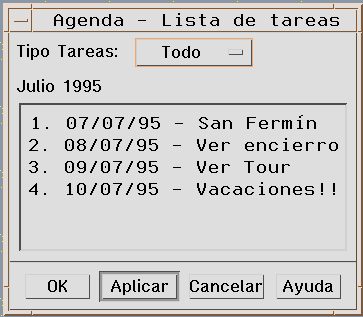 Agenda - Lista de tareas
Tipo Tareas: Todo
Julio 1995
1. 07/07/95 - San Fermín
2. 08/07/95 - Ver encierro
3. 09/07/95 - Ver Tour
4. 10/07/95 - Vacaciones!!
OK Aplicar Cancelar Ayuda